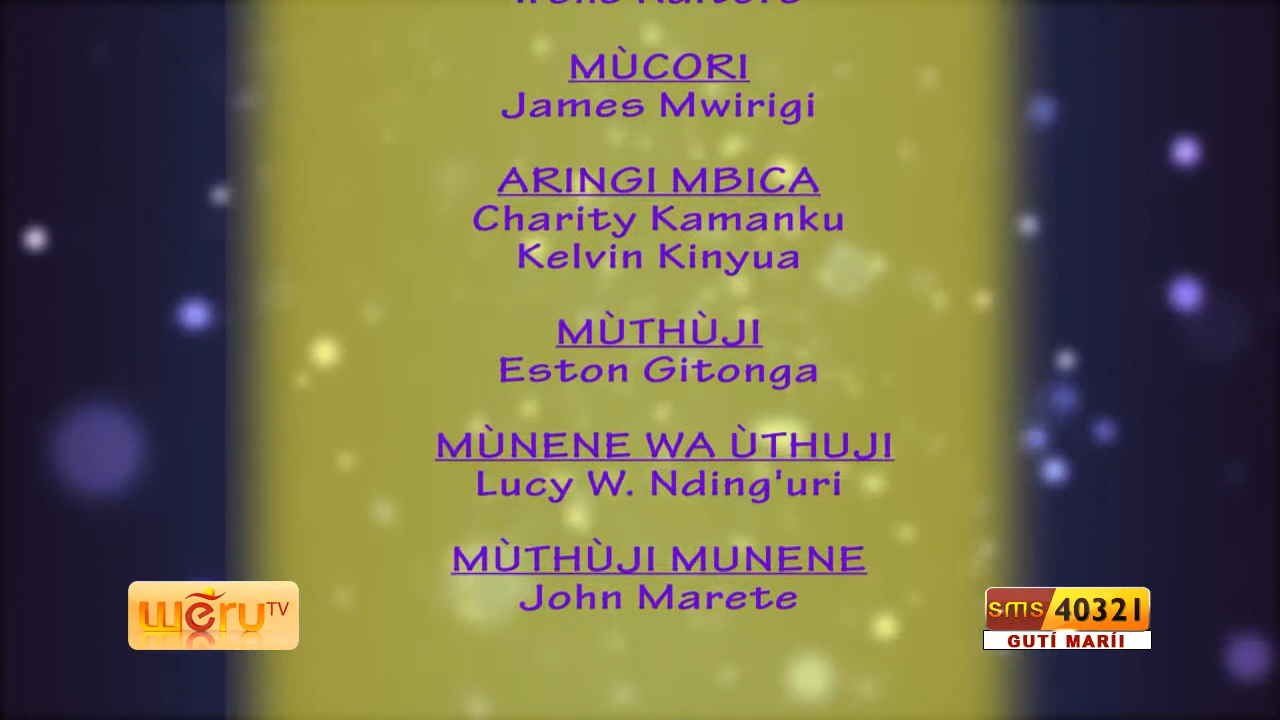 MÙCORI
James Mwirigi
ARINGI MBICA
Charity Kamanku
Kelvin Kinyua
MÙTHÙJI
Eston Gitonga
MÙNENE WA ÙTHUJI
Lucy W. Nding'uri
MÙTHÙJI MUNENE
John Marete
weru TV
sms 40321
GUTÍ MARÍI